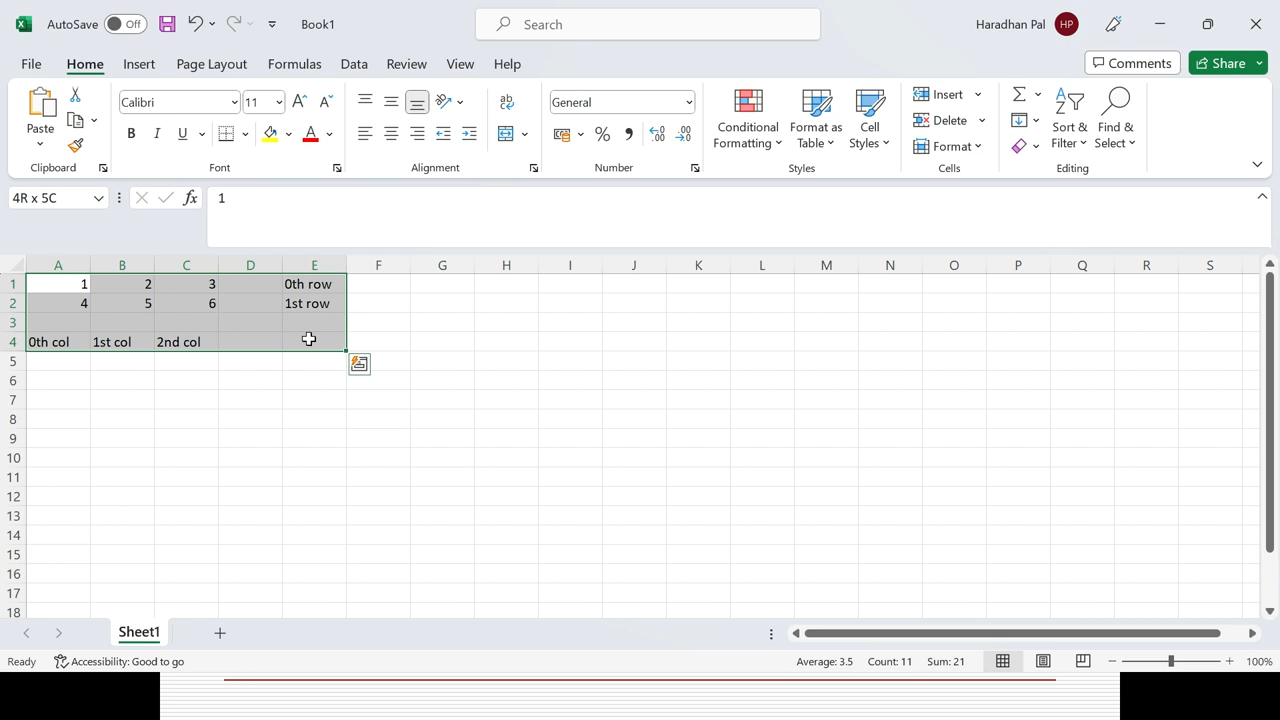 AutoSave Off Book1 Search Haradhan Pal HP
File Home Insert Page Layout Formulas Data Review View Help Comments Share
Paste Calibri 11 General Conditional Formatting Format as Table Cell Styles Insert Delete Format Sort & Filter Find & Select
Clipboard Font Alignment Number Styles Cells Editing
4R x 5C fx 1
A B C D E F G H I J K L M N O P Q R S
1 1 2 3 0th row
2 4 5 6 1st row
3
4 0th col 1st col 2nd col
5
6
7
8
9
10
11
12
13
14
15
16
17
18
Sheet1
Ready Accessibility: Good to go Average: 3.5 Count: 11 Sum: 21 100%